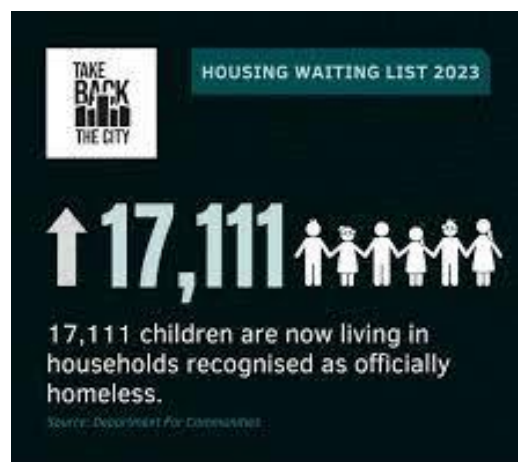 TAKE
BACK
THE CITY
HOUSING WAITING LIST 2023
17,111
17,111 children are now living in
households recognised as officially
homeless.
Source: Department For Communities